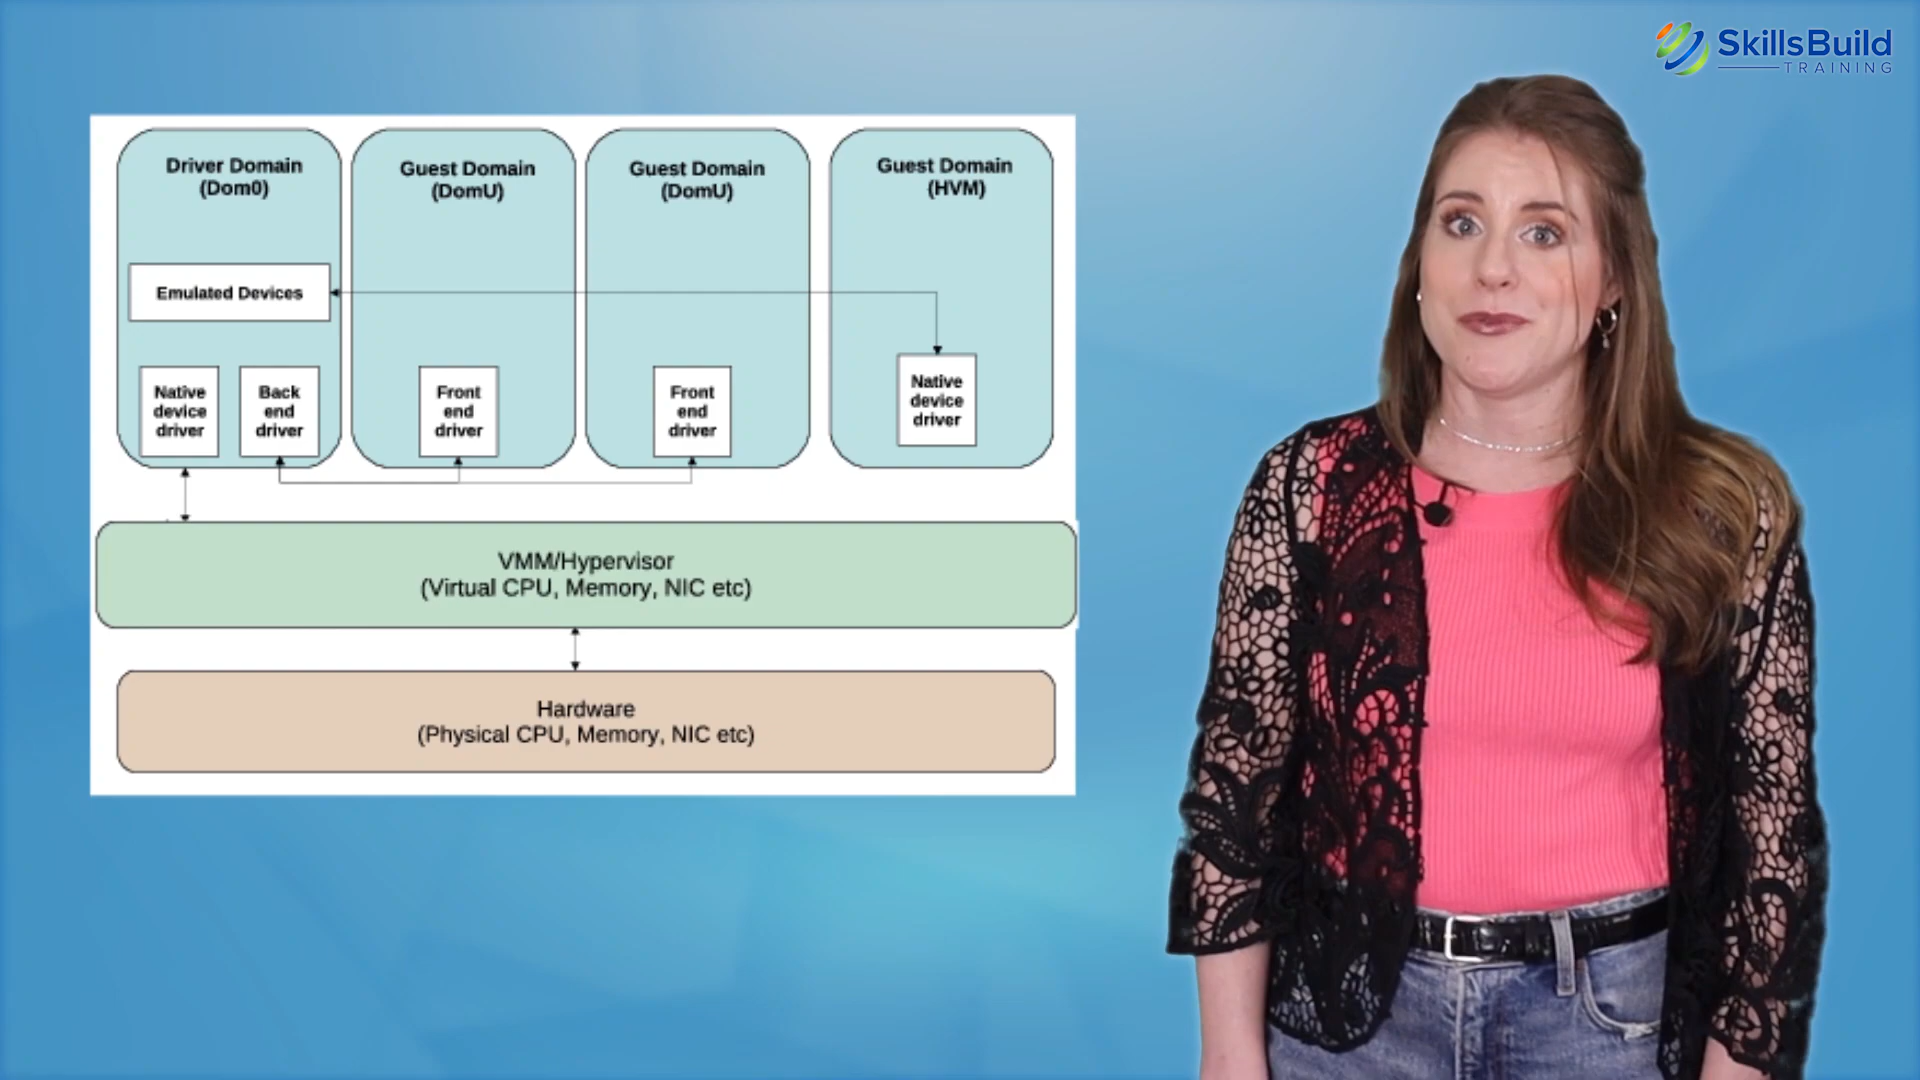 SkillsBuild
TRAINING
Driver Domain
(Dom0)
Guest Domain
(DomU)
Guest Domain
(DomU)
Guest Domain
(HVM)
Emulated Devices
Native
device
driver
Back
end
driver
Front
end
driver
Front
end
driver
Native
device
driver
VMM/Hypervisor
(Virtual CPU, Memory, NIC etc)
Hardware
(Physical CPU, Memory, NIC etc)